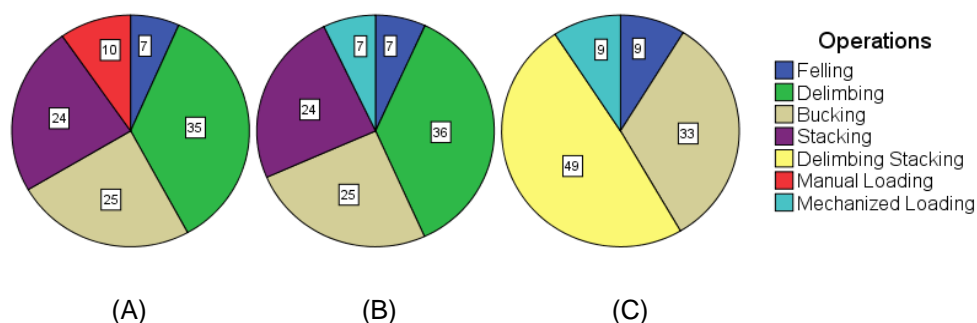 10 7
24 35
25
(A)
7 7
24 36
25
(B)
9 9
33
49
(C)
Operations
Felling
Delimbing
Bucking
Stacking
Delimbing Stacking
Manual Loading
Mechanized Loading